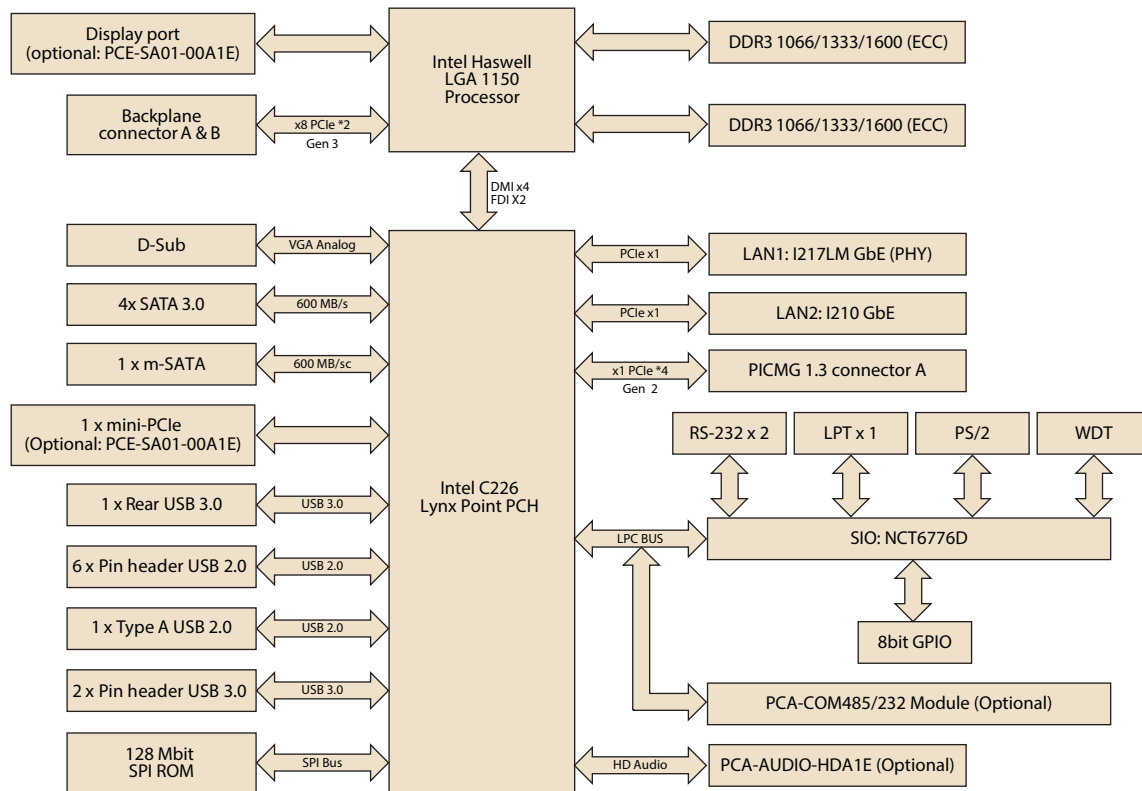 Display port
(optional: PCE-SA01-00A1E)
Intel Haswell
LGA 1150
Processor
DDR3 1066/1333/1600 (ECC)
Backplane
connector A & B
x8 PCIe *2
Gen 3
DDR3 1066/1333/1600 (ECC)
DMI x4
FDI X2
D-Sub
VGA Analog
PCIe x1
LAN1: I217LM GbE (PHY)
4x SATA 3.0
600 MB/s
PCIe x1
LAN2: I210 GbE
1 x m-SATA
600 MB/sc
x1 PCIe *4
Gen 2
PICMG 1.3 connector A
1 x mini-PCIe
(Optional: PCE-SA01-00A1E)
RS-232 x 2
LPT x 1
PS/2
WDT
Intel C226
Lynx Point PCH
1 x Rear USB 3.0
USB 3.0
LPC BUS
SIO: NCT6776D
6 x Pin header USB 2.0
USB 2.0
1 x Type A USB 2.0
USB 2.0
8bit GPIO
2 x Pin header USB 3.0
USB 3.0
PCA-COM485/232 Module (Optional)
128 Mbit
SPI ROM
SPI Bus
HD Audio
PCA-AUDIO-HDA1E (Optional)